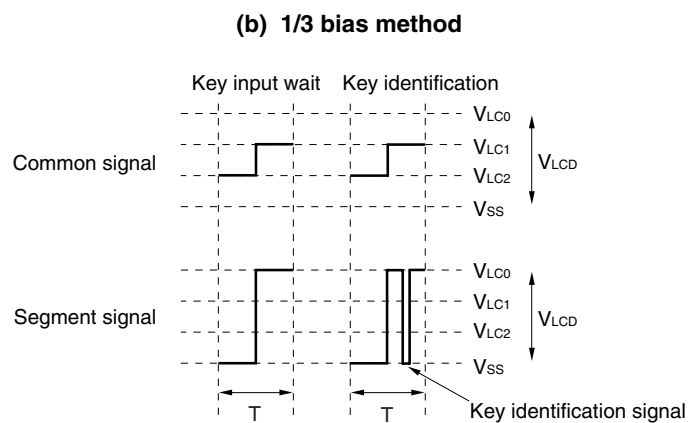 (b) 1/3 bias method
Key input wait Key identification
VLC0
Common signal
VLC1
VLCD
VLC2
VSS
VLC0
VLC1
Segment signal
VLCD
VLC2
VSS
T T
Key identification signal